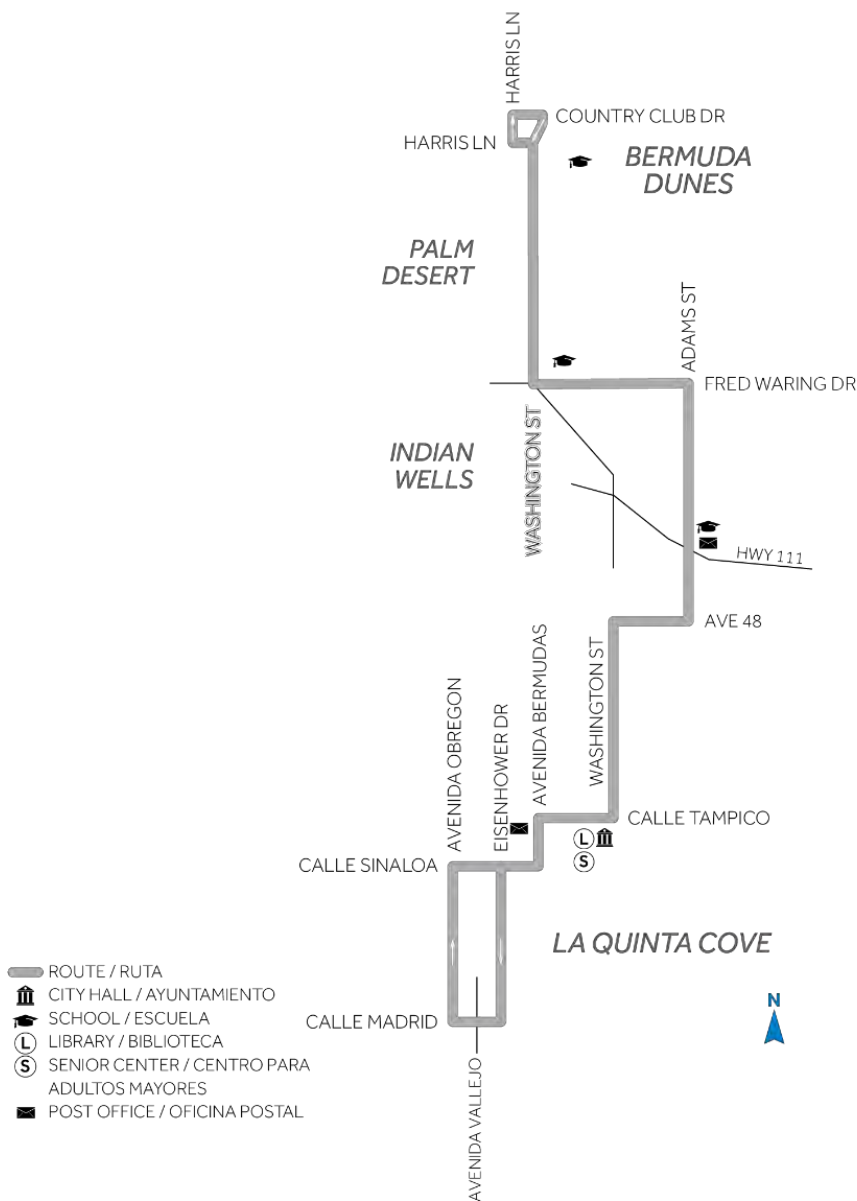 HARRIS LN
COUNTRY CLUB DR
HARRIS LN
BERMUDA
DUNES
PALM
DESERT
ADAMS ST
FRED WARING DR
WASHINGTON ST
INDIAN
WELLS
HWY 111
AVE 48
AVENIDA OBREGON
EISENHOWER DR
AVENIDA BERMUDAS
WASHINGTON ST
CALLE TAMPICO
L
S
CALLE SINALOA
LA QUINTA COVE
ROUTE / RUTA
CITY HALL / AYUNTAMIENTO
SCHOOL / ESCUELA
L LIBRARY / BIBLIOTECA
S SENIOR CENTER / CENTRO PARA
ADULTOS MAYORES
POST OFFICE / OFICINA POSTAL
CALLE MADRID
AVENIDA VALLEJO
N